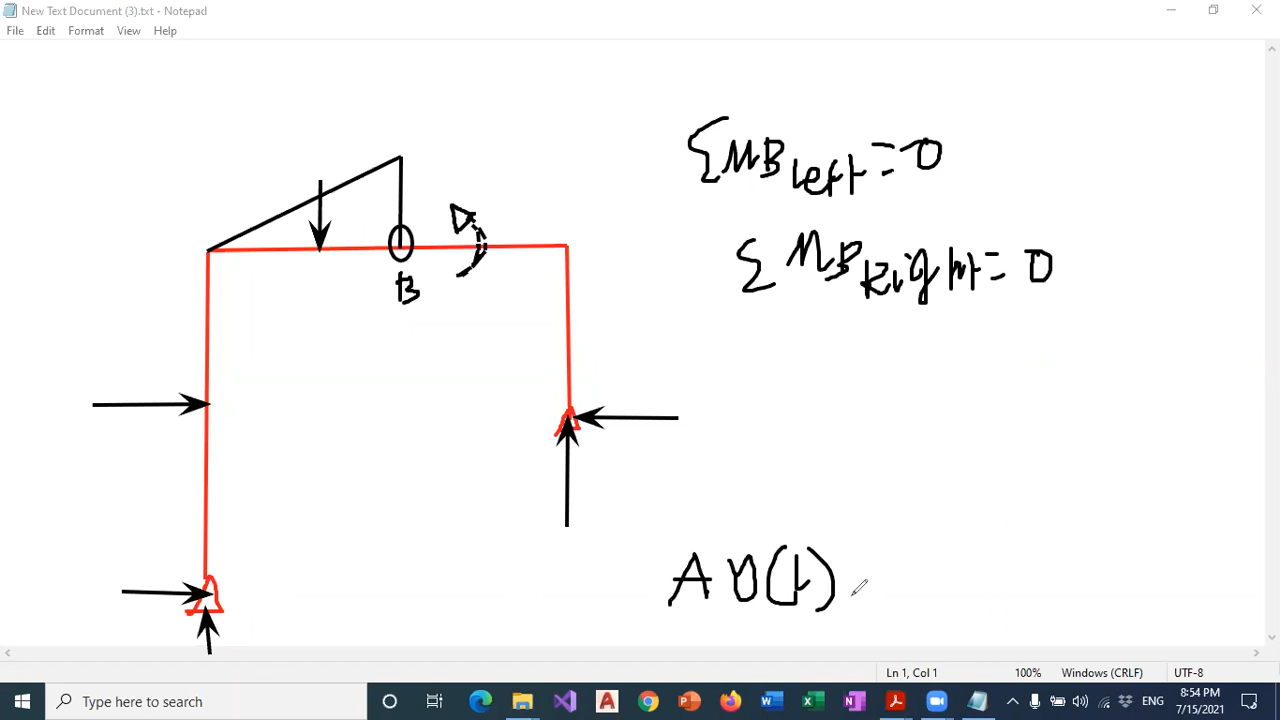 New Text Document (3).txt - Notepad
File Edit Format View Help
ΣMB Left = 0
ΣMB Right = 0
B
Ln 1, Col 1 100% Windows (CRLF) UTF-8
Type here to search
ENG
8:54 PM
7/15/2021